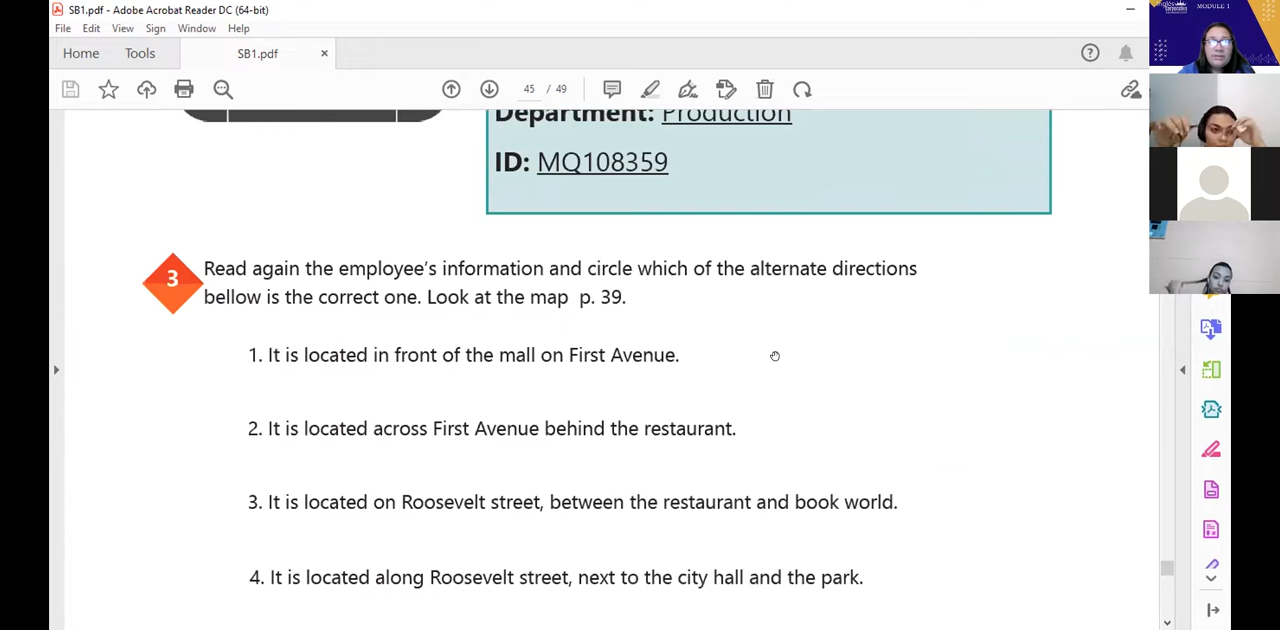 SB1.pdf - Adobe Acrobat Reader DC (64-bit)
File Edit View Sign Window Help
Home Tools SB1.pdf ×
45 / 49
MODULE 1
Department: Production
ID: MQ108359
3 Read again the employee's information and circle which of the alternate directions
bellow is the correct one. Look at the map p. 39.
1. It is located in front of the mall on First Avenue.
2. It is located across First Avenue behind the restaurant.
3. It is located on Roosevelt street, between the restaurant and book world.
4. It is located along Roosevelt street, next to the city hall and the park.